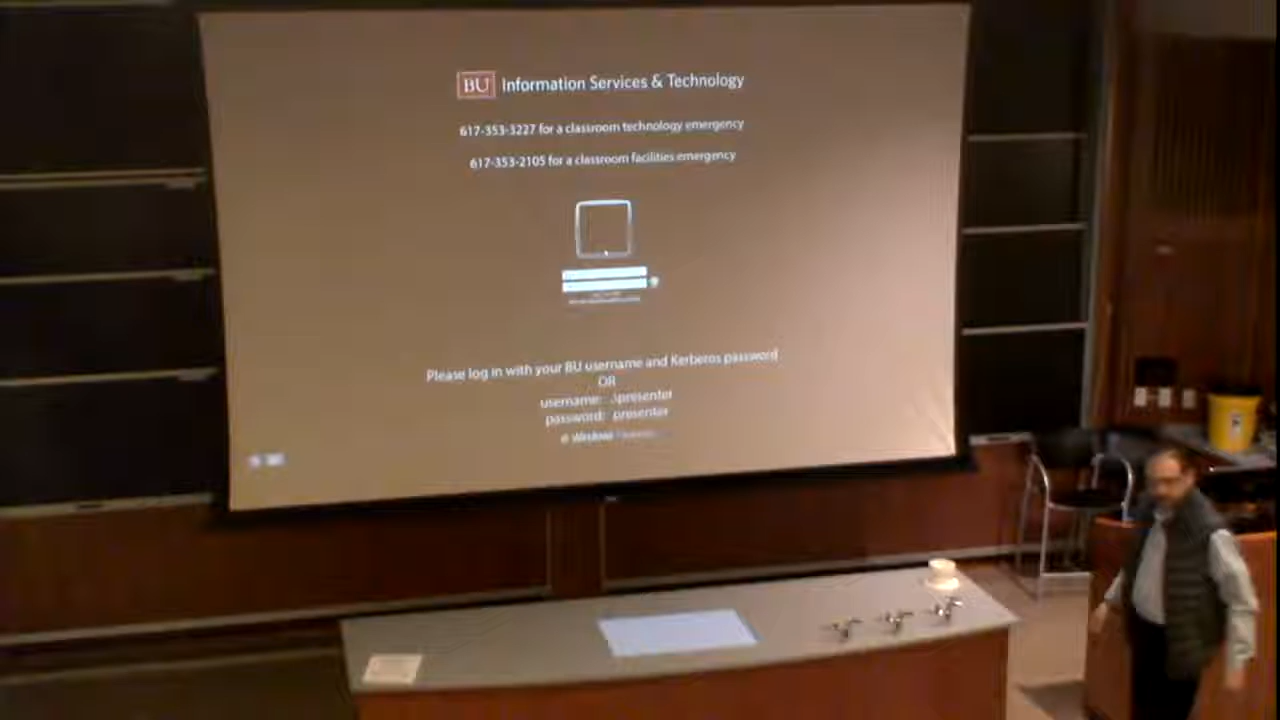 BU Information Services & Technology
617-353-3227 for a classroom technology emergency
617-353-2105 for a classroom facilities emergency
Please log in with your BU username and Kerberos password
OR
username: .\presenter
password: presenter
Windows